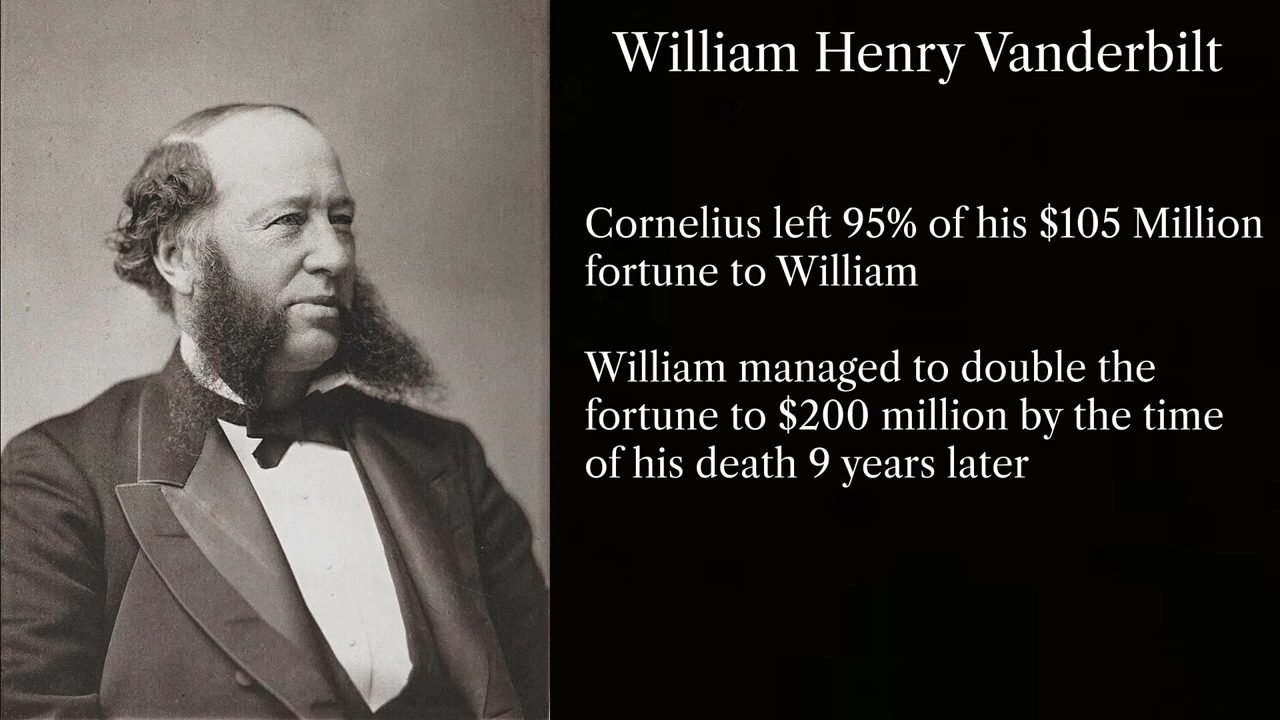 William Henry Vanderbilt
Cornelius left 95% of his $105 Million
fortune to William
William managed to double the
fortune to $200 million by the time
of his death 9 years later